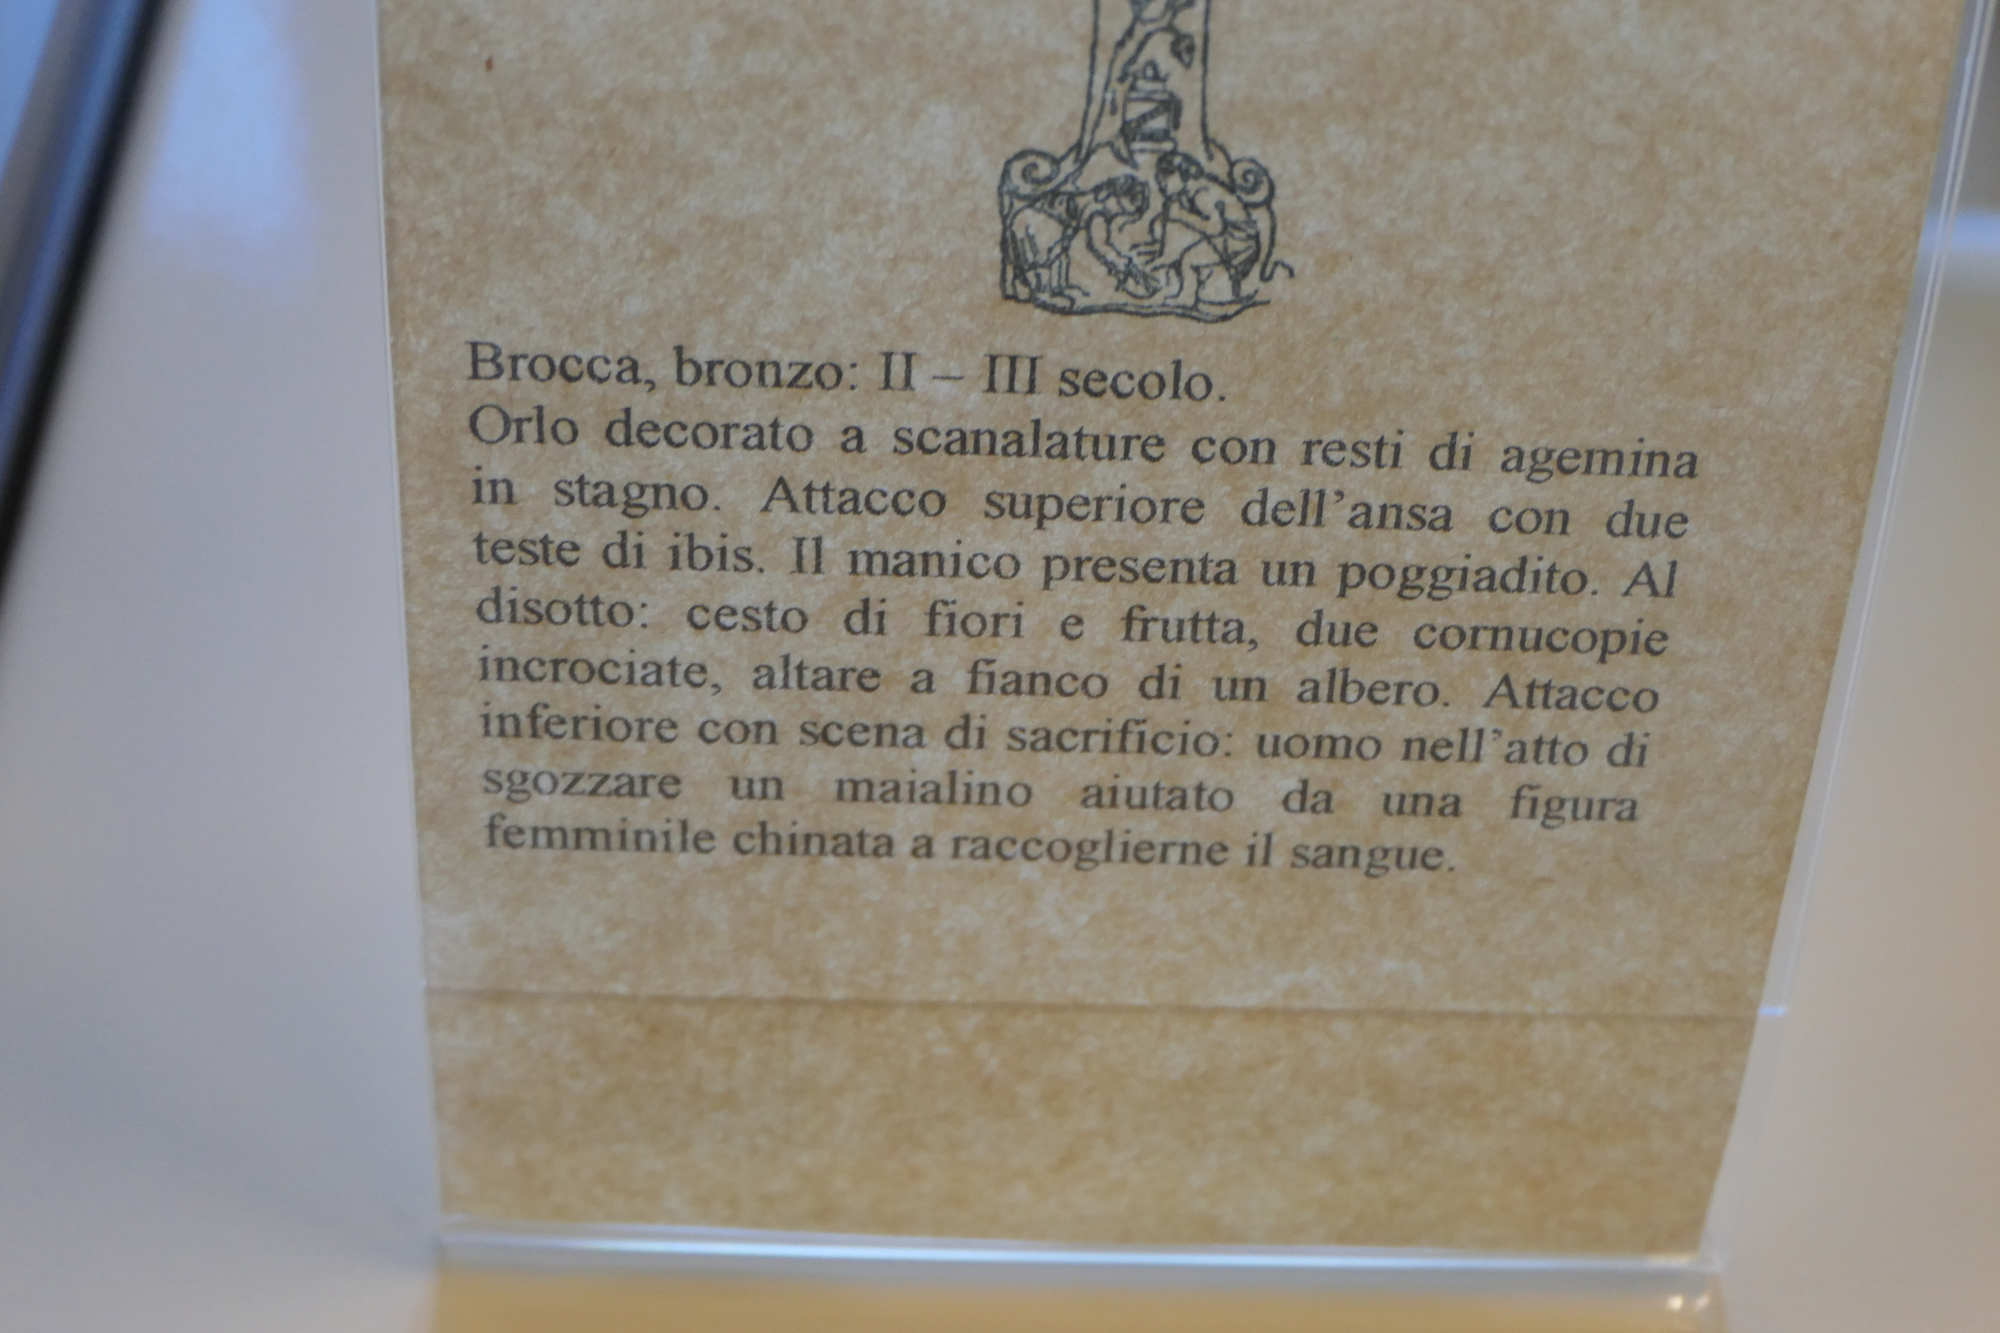 Brocca, bronzo: II – III secolo.
Orlo decorato a scanalature con resti di agemina
in stagno. Attacco superiore dell’ansa con due
teste di ibis. Il manico presenta un poggiadito. Al
disotto: cesto di fiori e frutta, due cornucopie
incrociate, altare a fianco di un albero. Attacco
inferiore con scena di sacrificio: uomo nell’atto di
sgozzare un maialino aiutato da una figura
femminile chinata a raccoglierne il sangue.